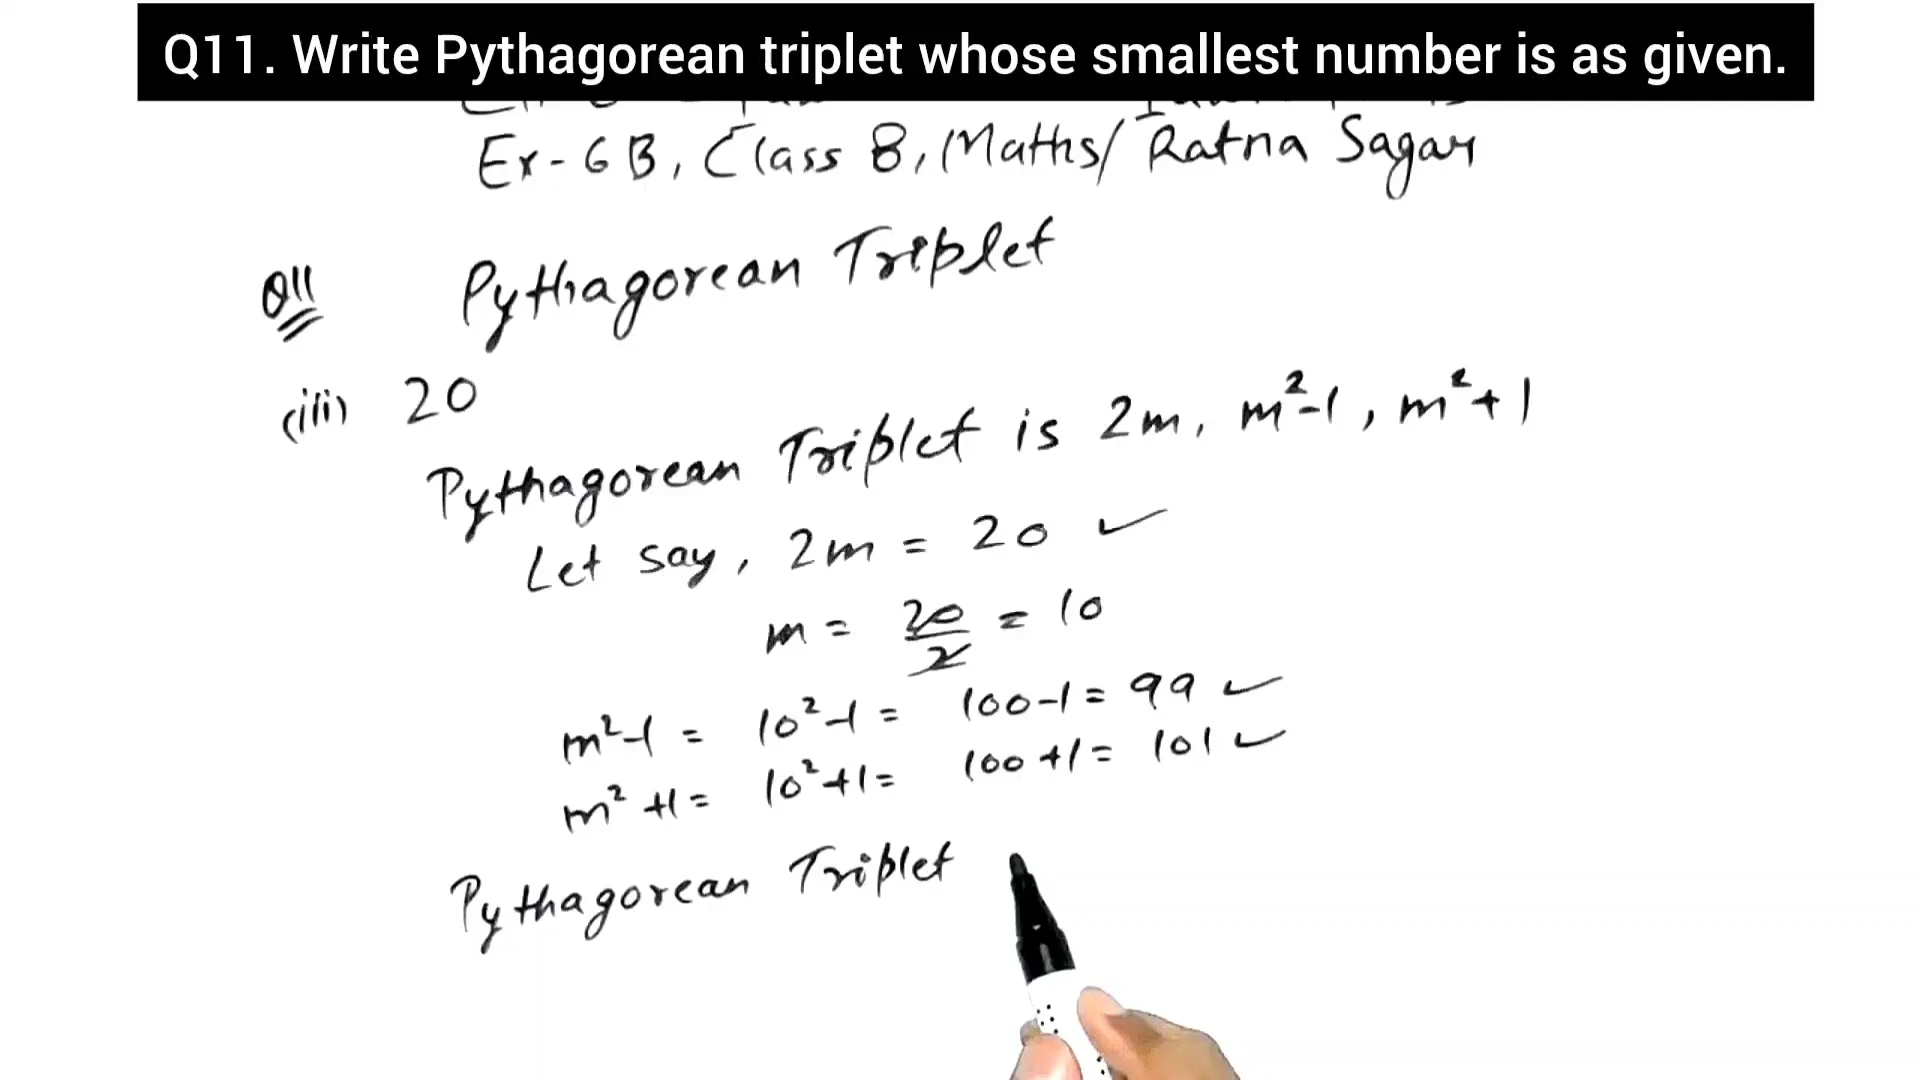 Q11. Write Pythagorean triplet whose smallest number is as given.
Ex-6B, Class 8, Maths/ Ratna Sagar
Q11 Pythagorean Triplet
(iii) 20
Pythagorean Triplet is 2m, m²-1, m²+1
Let say, 2m = 20 ✓
m = 20/2 = 10
m²-1 = 10²-1 = 100-1 = 99 ✓
m²+1 = 10²+1 = 100+1 = 101 ✓
Pythagorean Triplet